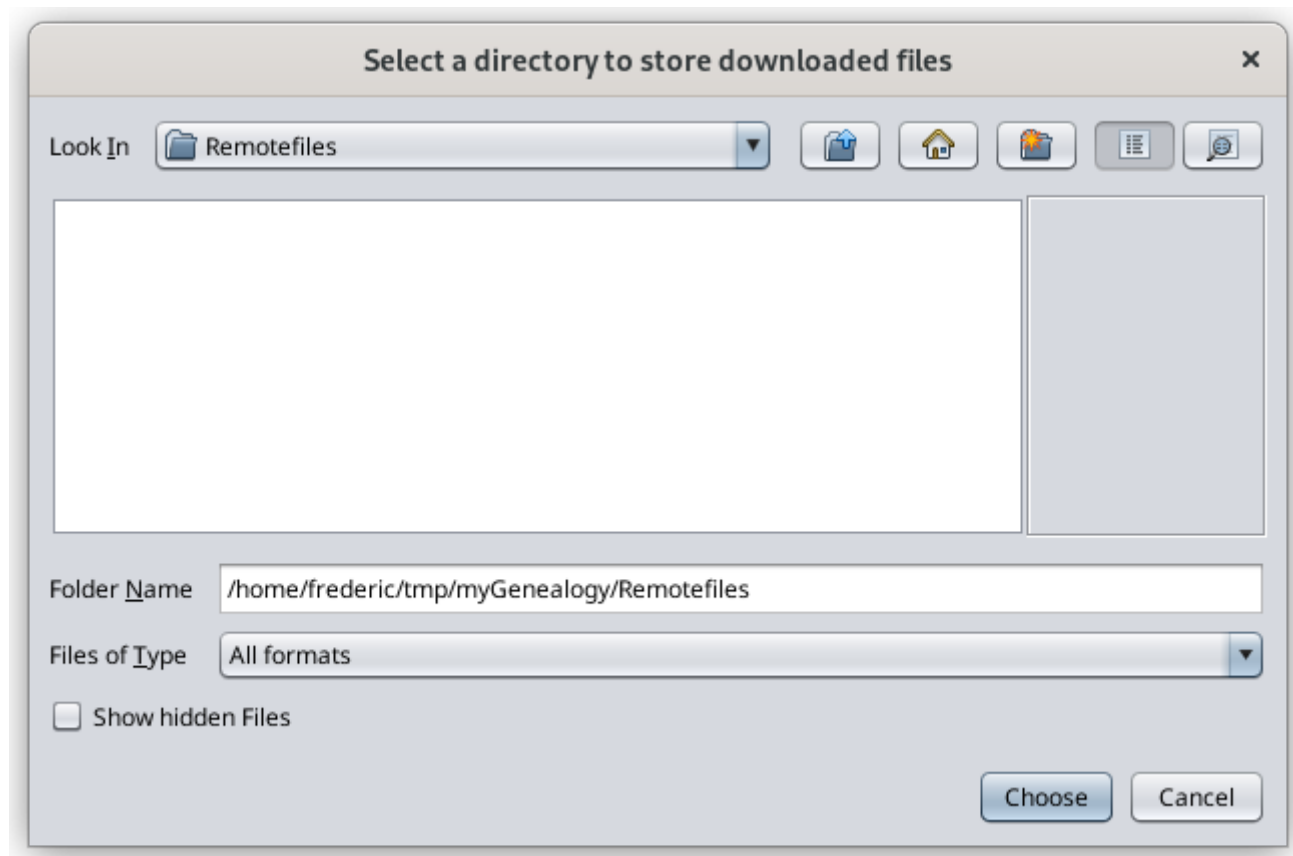 Select a directory to store downloaded files
Look In Remotefiles
Folder Name /home/frederic/tmp/myGenealogy/Remotefiles
Files of Type All formats
Show hidden Files
Choose Cancel